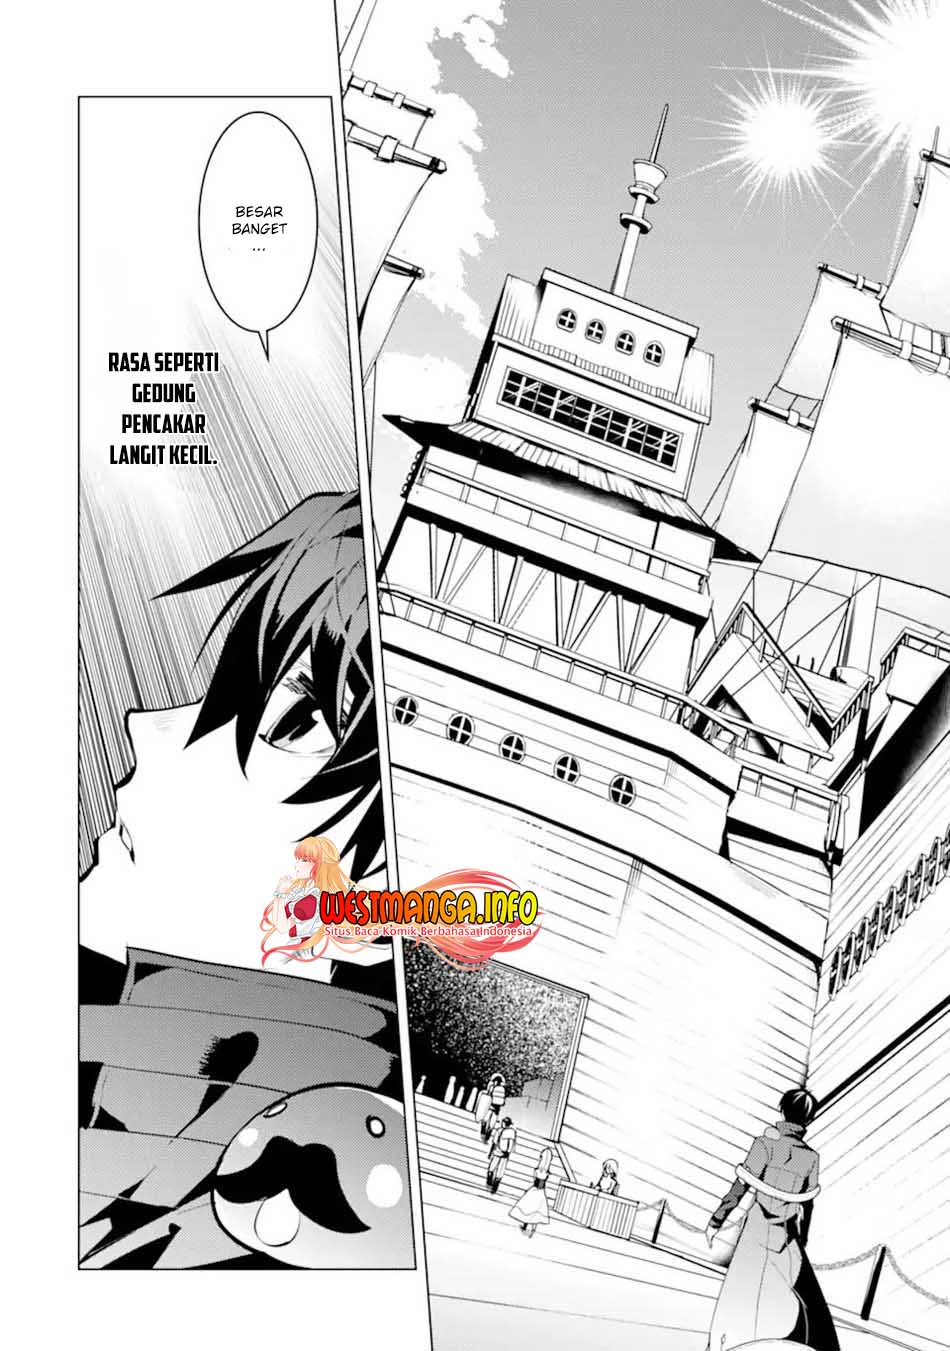 BESAR
BANGET
...
RASA SEPERTI
GEDUNG
PENCAKAR
LANGIT KECIL.
WESTMANGA.INFO
Situs Baca Komik Berbahasa Indonesia